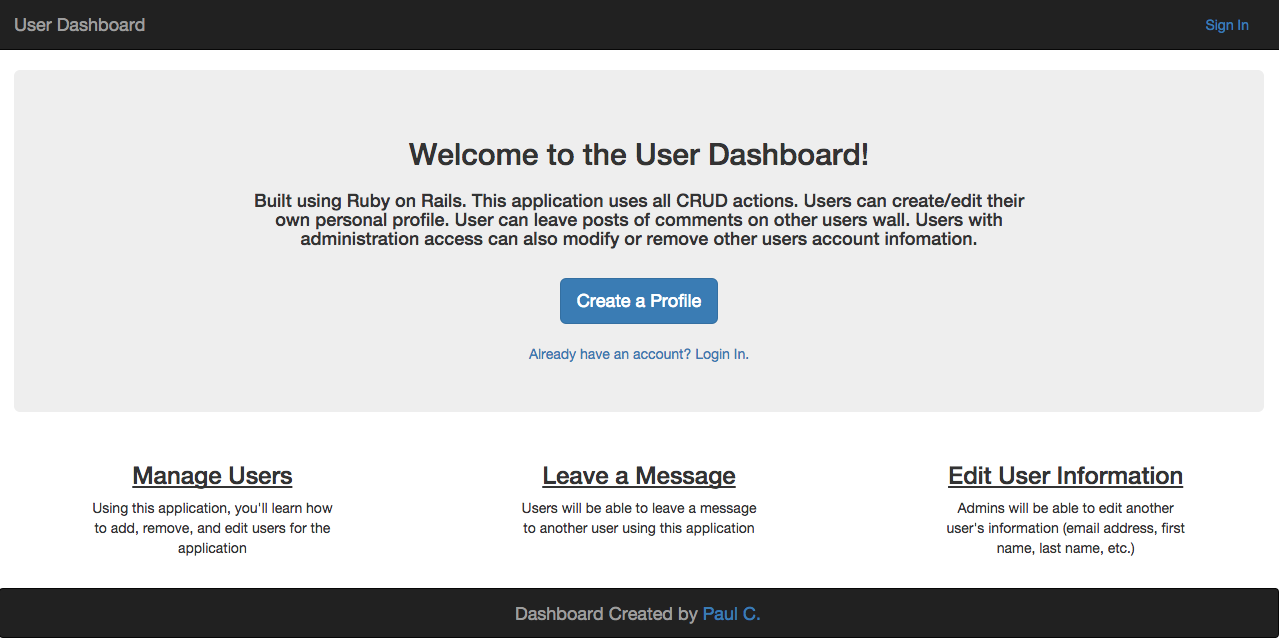 User Dashboard
Sign In
Welcome to the User Dashboard!
Built using Ruby on Rails. This application uses all CRUD actions. Users can create/edit their
own personal profile. User can leave posts of comments on other users wall. Users with
administration access can also modify or remove other users account infomation.
Create a Profile
Already have an account? Login In.
Manage Users
Using this application, you'll learn how
to add, remove, and edit users for the
application
Leave a Message
Users will be able to leave a message
to another user using this application
Edit User Information
Admins will be able to edit another
user's information (email address, first
name, last name, etc.)
Dashboard Created by Paul C.